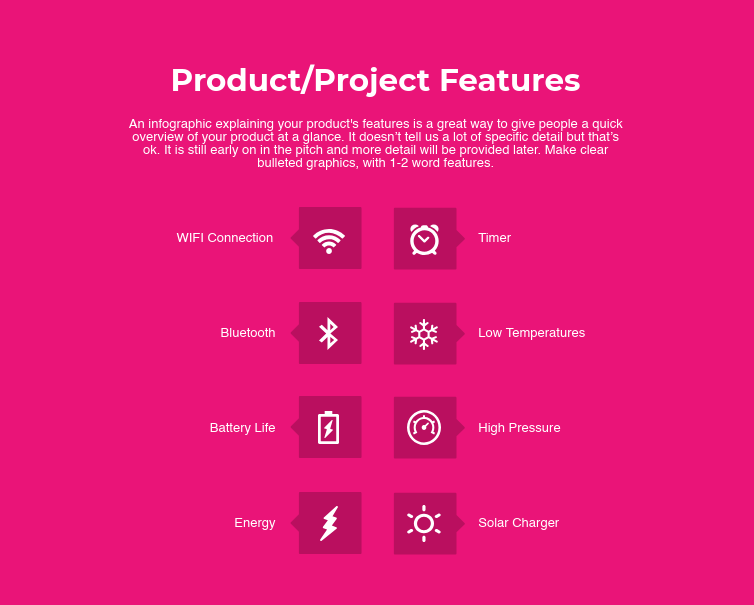 Product/Project Features
An infographic explaining your product's features is a great way to give people a quick
overview of your product at a glance. It doesn't tell us a lot of specific detail but that's
ok. It is still early on in the pitch and more detail will be provided later. Make clear
bulleted graphics, with 1-2 word features.
WIFI Connection
Timer
Bluetooth
Low Temperatures
Battery Life
High Pressure
Energy
Solar Charger